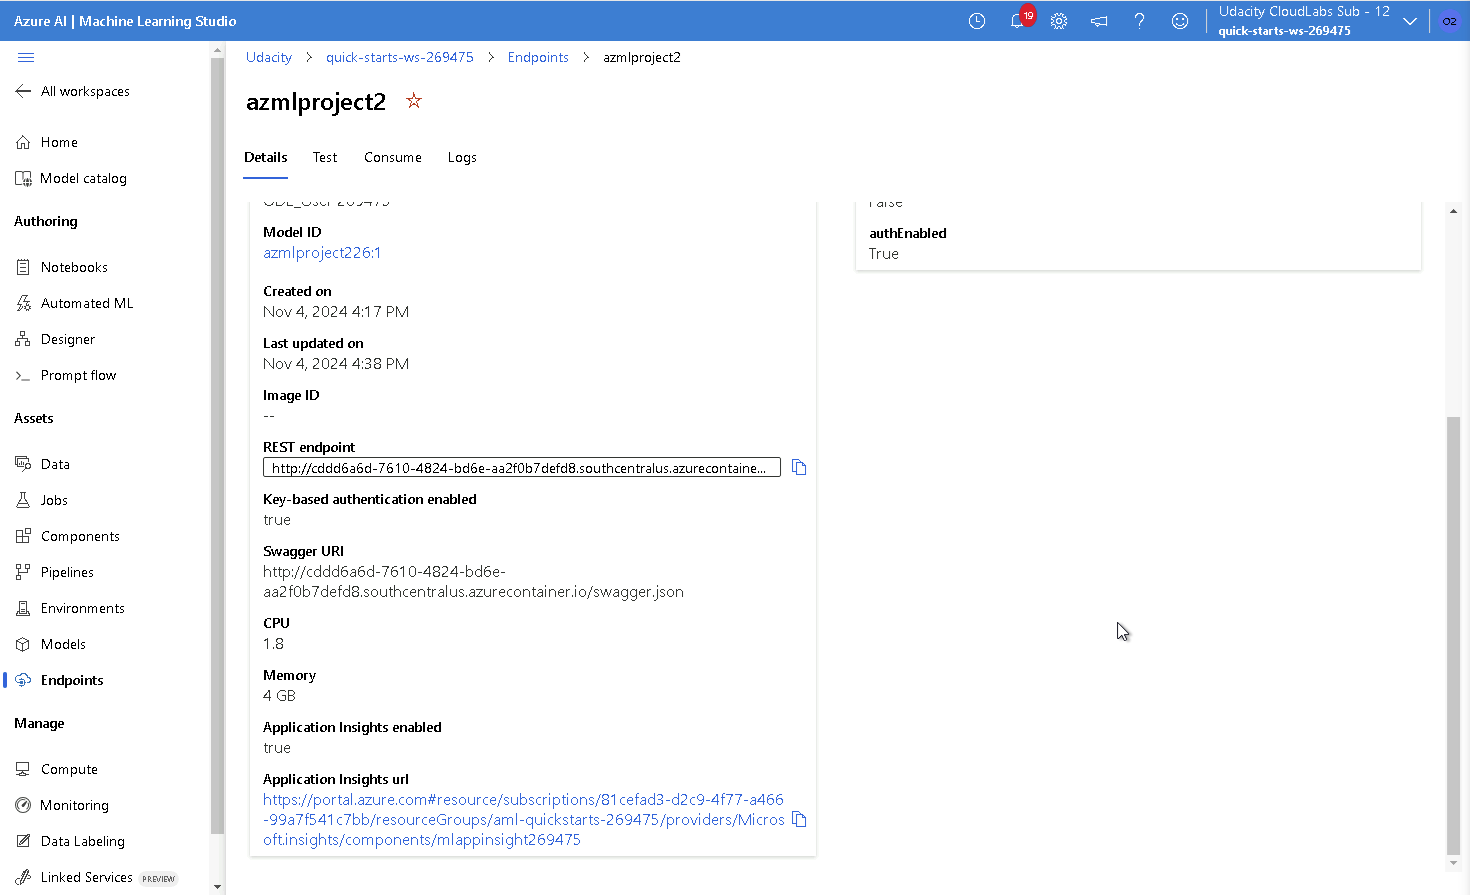 Azure AI | Machine Learning Studio
19
Udacity CloudLabs Sub - 12
quick-starts-ws-269475
O2
All workspaces
Home
Model catalog
Authoring
Notebooks
Automated ML
Designer
Prompt flow
Assets
Data
Jobs
Components
Pipelines
Environments
Models
Endpoints
Manage
Compute
Monitoring
Data Labeling
Linked Services PREVIEW
Udacity > quick-starts-ws-269475 > Endpoints > azmlproject2
azmlproject2
Details Test Consume Logs
ODL_User 269475
Model ID
azmlproject226:1
Created on
Nov 4, 2024 4:17 PM
Last updated on
Nov 4, 2024 4:38 PM
Image ID
--
REST endpoint
http://cddd6a6d-7610-4824-bd6e-aa2f0b7defd8.southcentralus.azurecontaine...
Key-based authentication enabled
true
Swagger URI
http://cddd6a6d-7610-4824-bd6e-
aa2f0b7defd8.southcentralus.azurecontainer.io/swagger.json
CPU
1.8
Memory
4 GB
Application Insights enabled
true
Application Insights url
https://portal.azure.com#resource/subscriptions/81cefad3-d2c9-4f77-a466
-99a7f541c7bb/resourceGroups/aml-quickstarts-269475/providers/Micros
oft.insights/components/mlappinsight269475
False
authEnabled
True